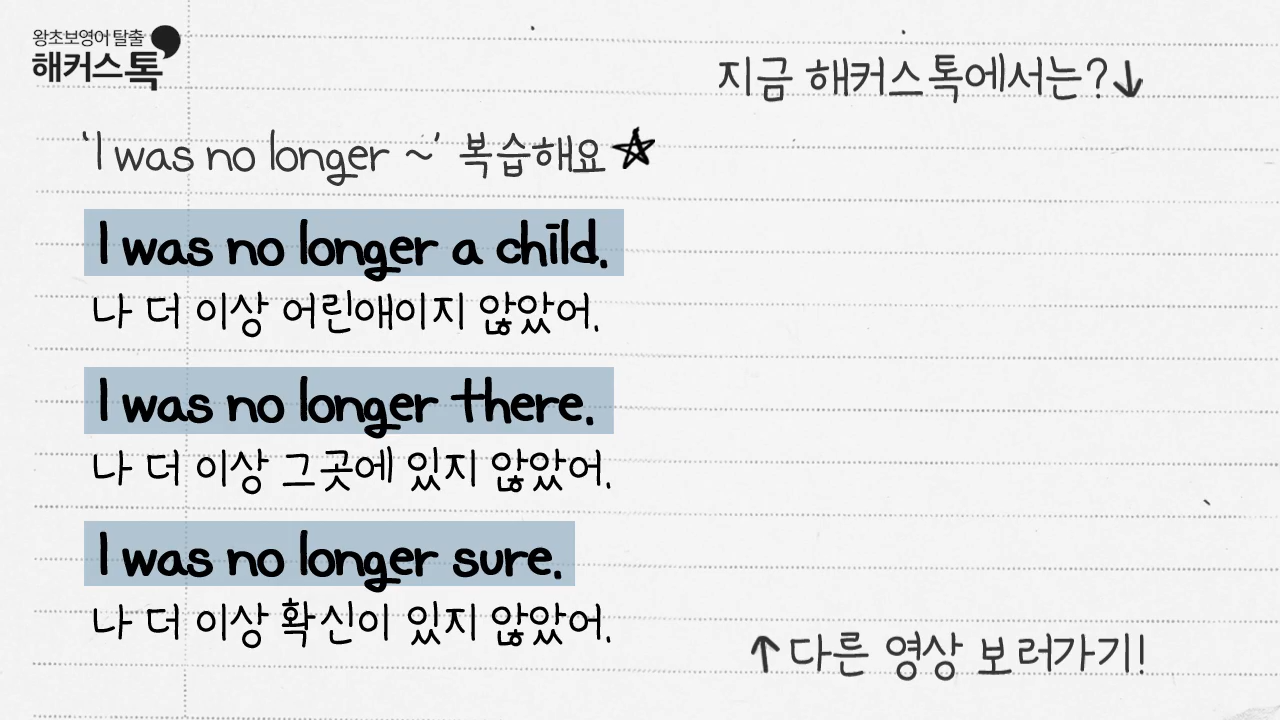 왕초보영어 탈출
해커스톡
지금 해커스톡에서는?↓
'I was no longer ~' 복습해요☆
I was no longer a child.
나 더 이상 어린애이지 않았어.
I was no longer there.
나 더 이상 그곳에 있지 않았어.
I was no longer sure.
나 더 이상 확신이 있지 않았어.
↑다른 영상 보러가기!